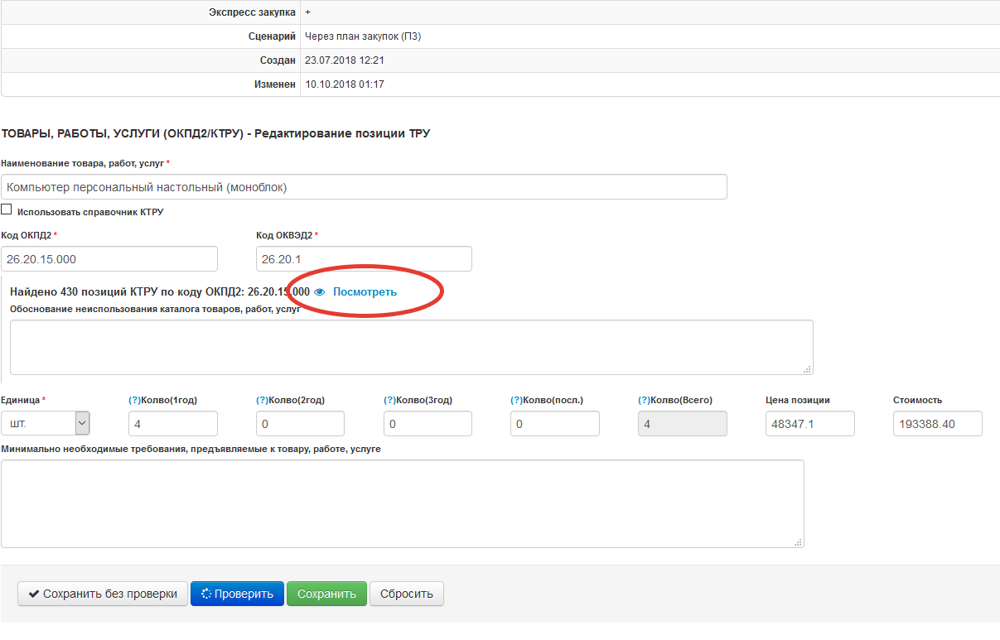 Экспресс закупка +
Сценарий Через план закупок (ПЗ)
Создан 23.07.2018 12:21
Изменен 10.10.2018 01:17
ТОВАРЫ, РАБОТЫ, УСЛУГИ (ОКПД2/КТРУ) - Редактирование позиции ТРУ
Наименование товара, работ, услуг *
Компьютер персональный настольный (моноблок)
Использовать справочник КТРУ
Код ОКПД2 * Код ОКВЭД2 *
26.20.15.000 26.20.1
Найдено 430 позиций КТРУ по коду ОКПД2: 26.20.15.000 Посмотреть
Обоснование неиспользования каталога товаров, работ, услуг
Единица * (?)Колво(1год) (?)Колво(2год) (?)Колво(3год) (?)Колво(посл.) (?)Колво(Всего) Цена позиции Стоимость
шт. 4 0 0 0 4 48347.1 193388.40
Минимально необходимые требования, предъявляемые к товару, работе, услуге
Сохранить без проверки Проверить Сохранить Сбросить